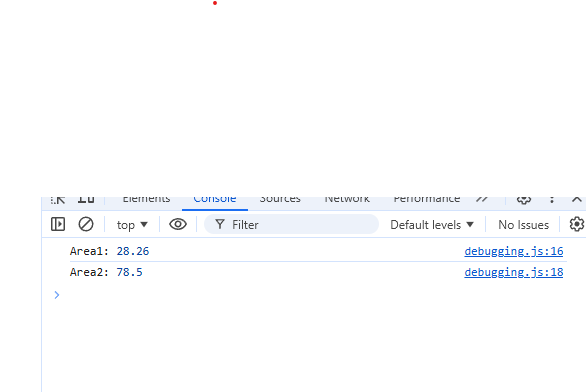 Elements Console Sources Network Performance
top Filter Default levels No Issues
Area1: 28.26 debugging.js:16
Area2: 78.5 debugging.js:18